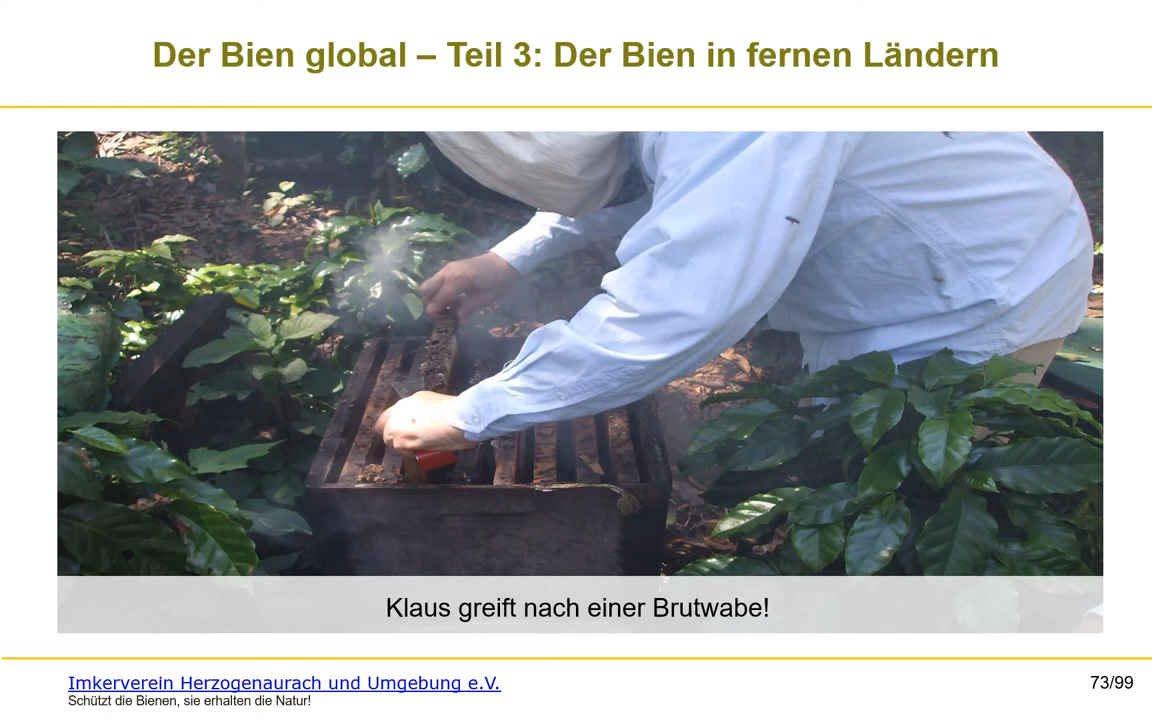 Der Bien global – Teil 3: Der Bien in fernen Ländern
Klaus greift nach einer Brutwabe!
Imkerverein Herzogenaurach und Umgebung e.V.
Schützt die Bienen, sie erhalten die Natur!
73/99